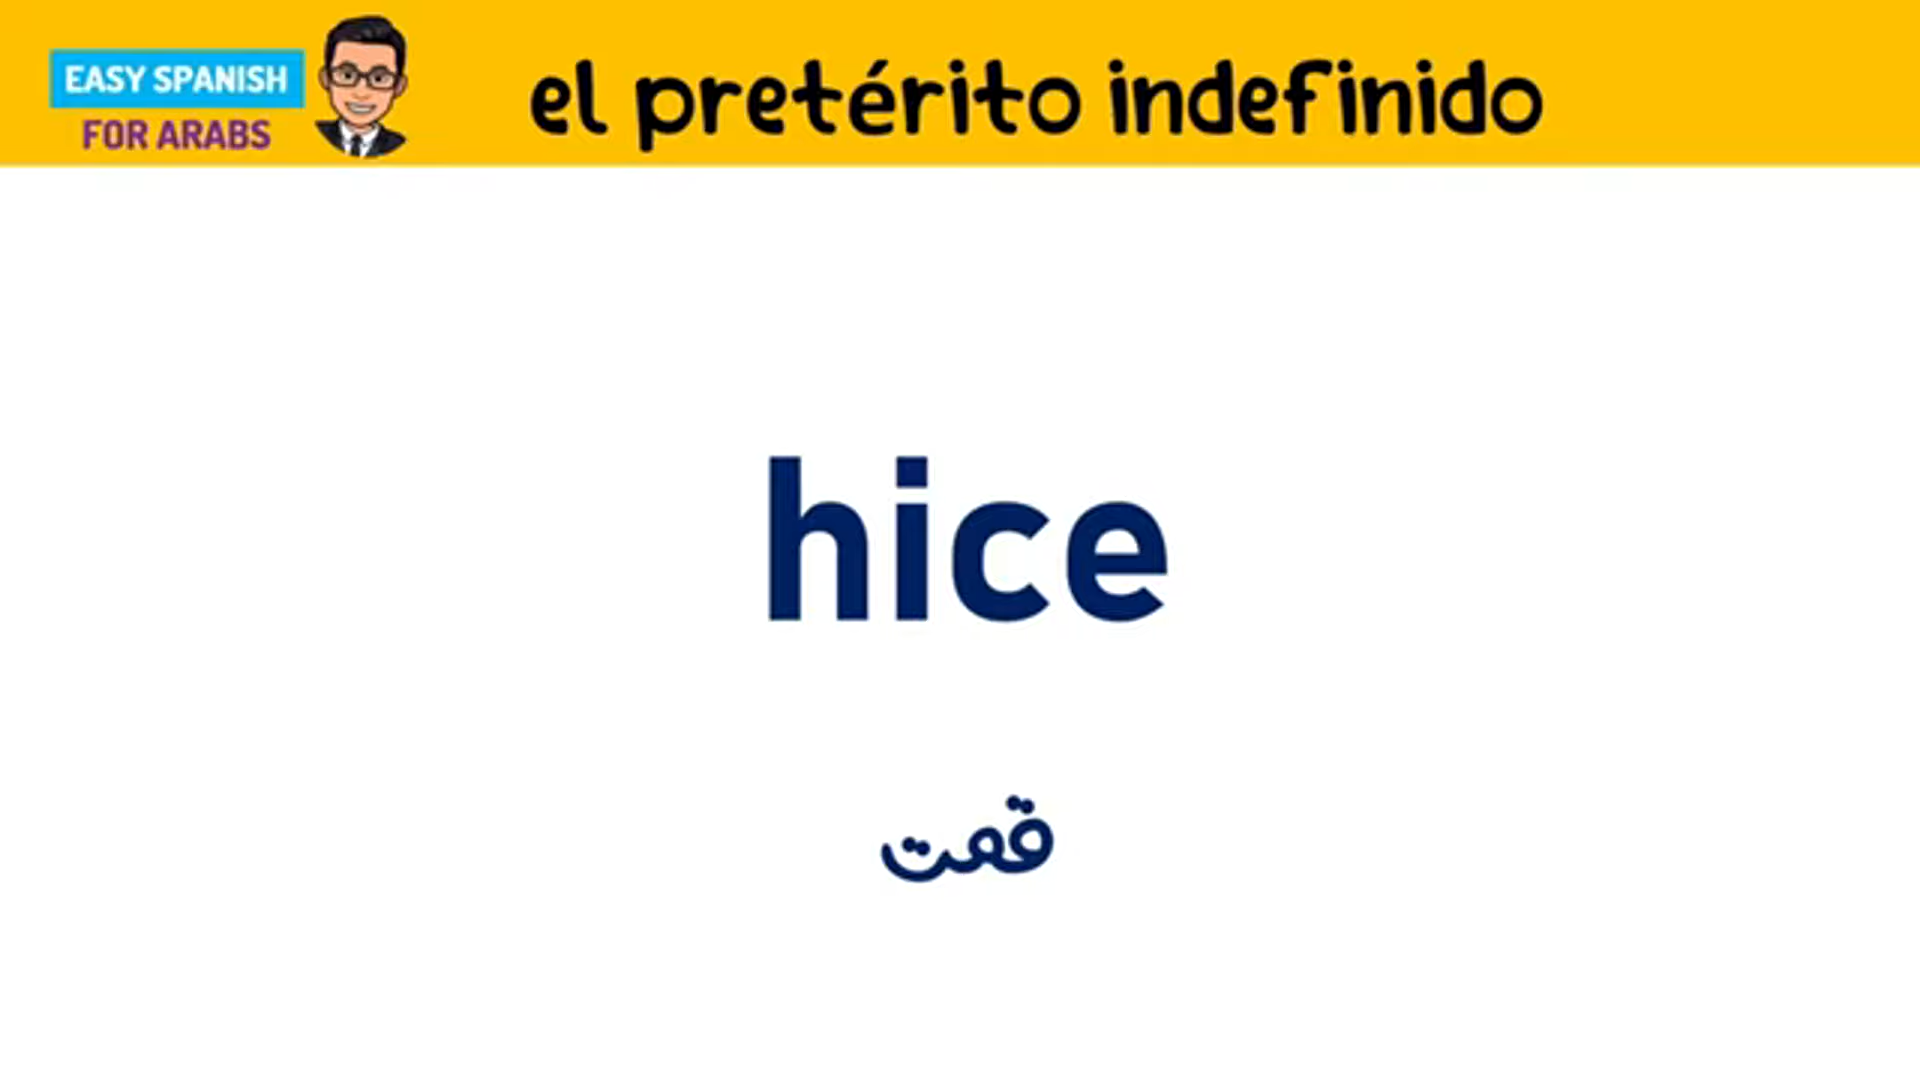 EASY SPANISH
FOR ARABS
el pretérito indefinido
hice
قمت